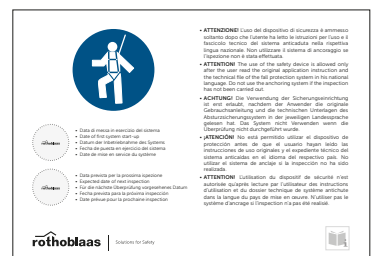 • ATTENZIONE! L'uso del dispositivo di sicurezza è ammesso
soltanto dopo che l'utente ha letto le istruzioni per l'uso e il
fascicolo tecnico del sistema anticaduta nella rispettiva
lingua nazionale. Non utilizzare il sistema di ancoraggio se
l'ispezione non è stata effettuata.
• ATTENTION! The use of the safety device is allowed only
after the user read the original application instruction and
the technical file of the fall protection system in his national
language. Do not use the anchoring system if the inspection
has not been carried out.
• ACHTUNG! Die Verwendung der Sicherungseinrichtung
ist erst erlaubt, nachdem der Anwender die originale
Gebrauchsanleitung und die technischen Unterlagen des
Absturzsicherungssystem in der jeweiligen Landessprache
gelesen hat. Das System nicht Verwenden wenn die
Überprüfung nicht durchgeführt wurde.
• ¡ATENCIÓN! No está permitido utilizar el dispositivo de
protección antes de que el usuario hayan leído las
instrucciones de uso originales y el expediente técnico del
sistema anticaídas en el idioma del respectivo país. No
utilizar el sistema de anclaje si la inspección no ha sido
realizada.
• ATTENTION! L'utilisation du dispositif de sécurité n'est
autorisée qu'après lecture par l'utilisateur des instructions
d'utilisation et du dossier technique de système antichute
dans la langue du pays de mise en œuvre. N'utiliser pas le
système d'ancrage si l'inspection n'a pas été réalisé.
• Data di messa in esercizio del sistema
• Date of first system start-up
• Datum der Inbetriebnahme des Systems
• Fecha de puesta en ejercicio del sistema
• Date de mise en service du système
• Data prevista per la prossima ispezione
• Expected date of next inspection
• Für die nächste Überprüfung vorgesehenes Datum
• Fecha prevista para la próxima inspección
• Date prévue pour la prochaine inspection
rothoblaas
Solutions for Safety